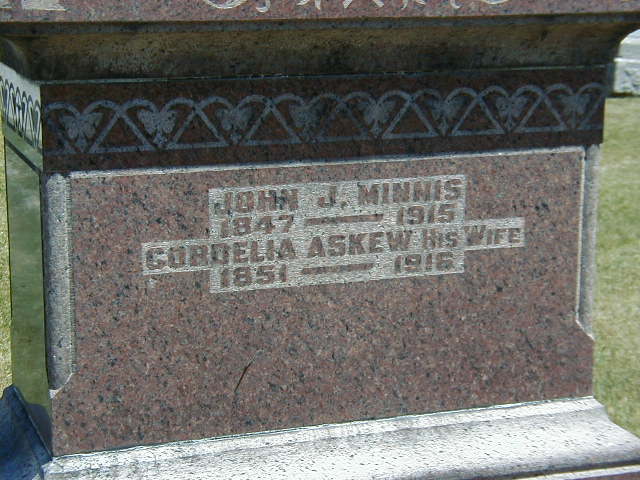 JOHN J. MINNIS
1847 — 1915
CORDELIA ASKEW HIS WIFE
1851 — 1916